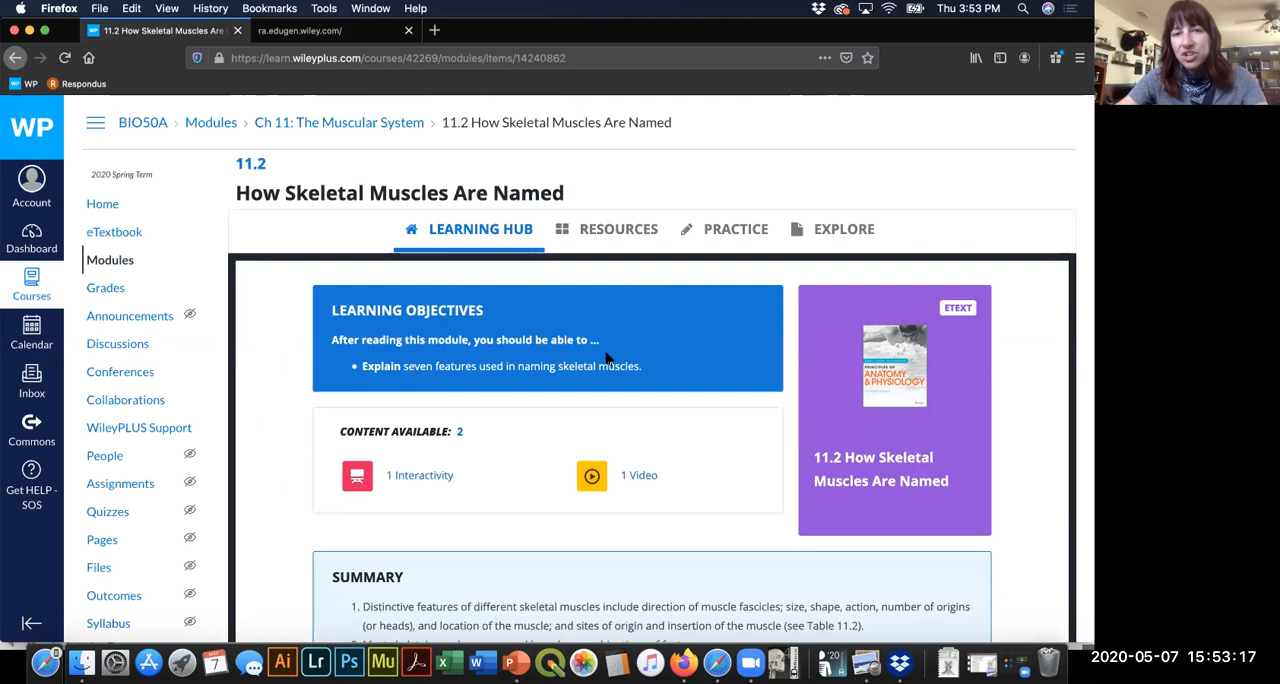 Firefox File Edit View History Bookmarks Tools Window Help Thu 3:53 PM
11.2 How Skeletal Muscles Are ra.edugen.wiley.com/
https://learn.wileyplus.com/courses/42269/modules/items/14240862
WP Respondus
WP
Account
Dashboard
Courses
Calendar
Inbox
Commons
Get HELP -
SOS
BIO50A > Modules > Ch 11: The Muscular System > 11.2 How Skeletal Muscles Are Named
2020 Spring Term
Home
eTextbook
Modules
Grades
Announcements
Discussions
Conferences
Collaborations
WileyPLUS Support
People
Assignments
Quizzes
Pages
Files
Outcomes
Syllabus
11.2
How Skeletal Muscles Are Named
LEARNING HUB RESOURCES PRACTICE EXPLORE
LEARNING OBJECTIVES
After reading this module, you should be able to ...
• Explain seven features used in naming skeletal muscles.
CONTENT AVAILABLE: 2
1 Interactivity 1 Video
ETEXT
ANATOMY
& PHYSIOLOGY
11.2 How Skeletal
Muscles Are Named
SUMMARY
1. Distinctive features of different skeletal muscles include direction of muscle fascicles; size, shape, action, number of origins
(or heads), and location of the muscle; and sites of origin and insertion of the muscle (see Table 11.2).
7 Ai Lr Ps Mu X W P '20
2020-05-07 15:53:17